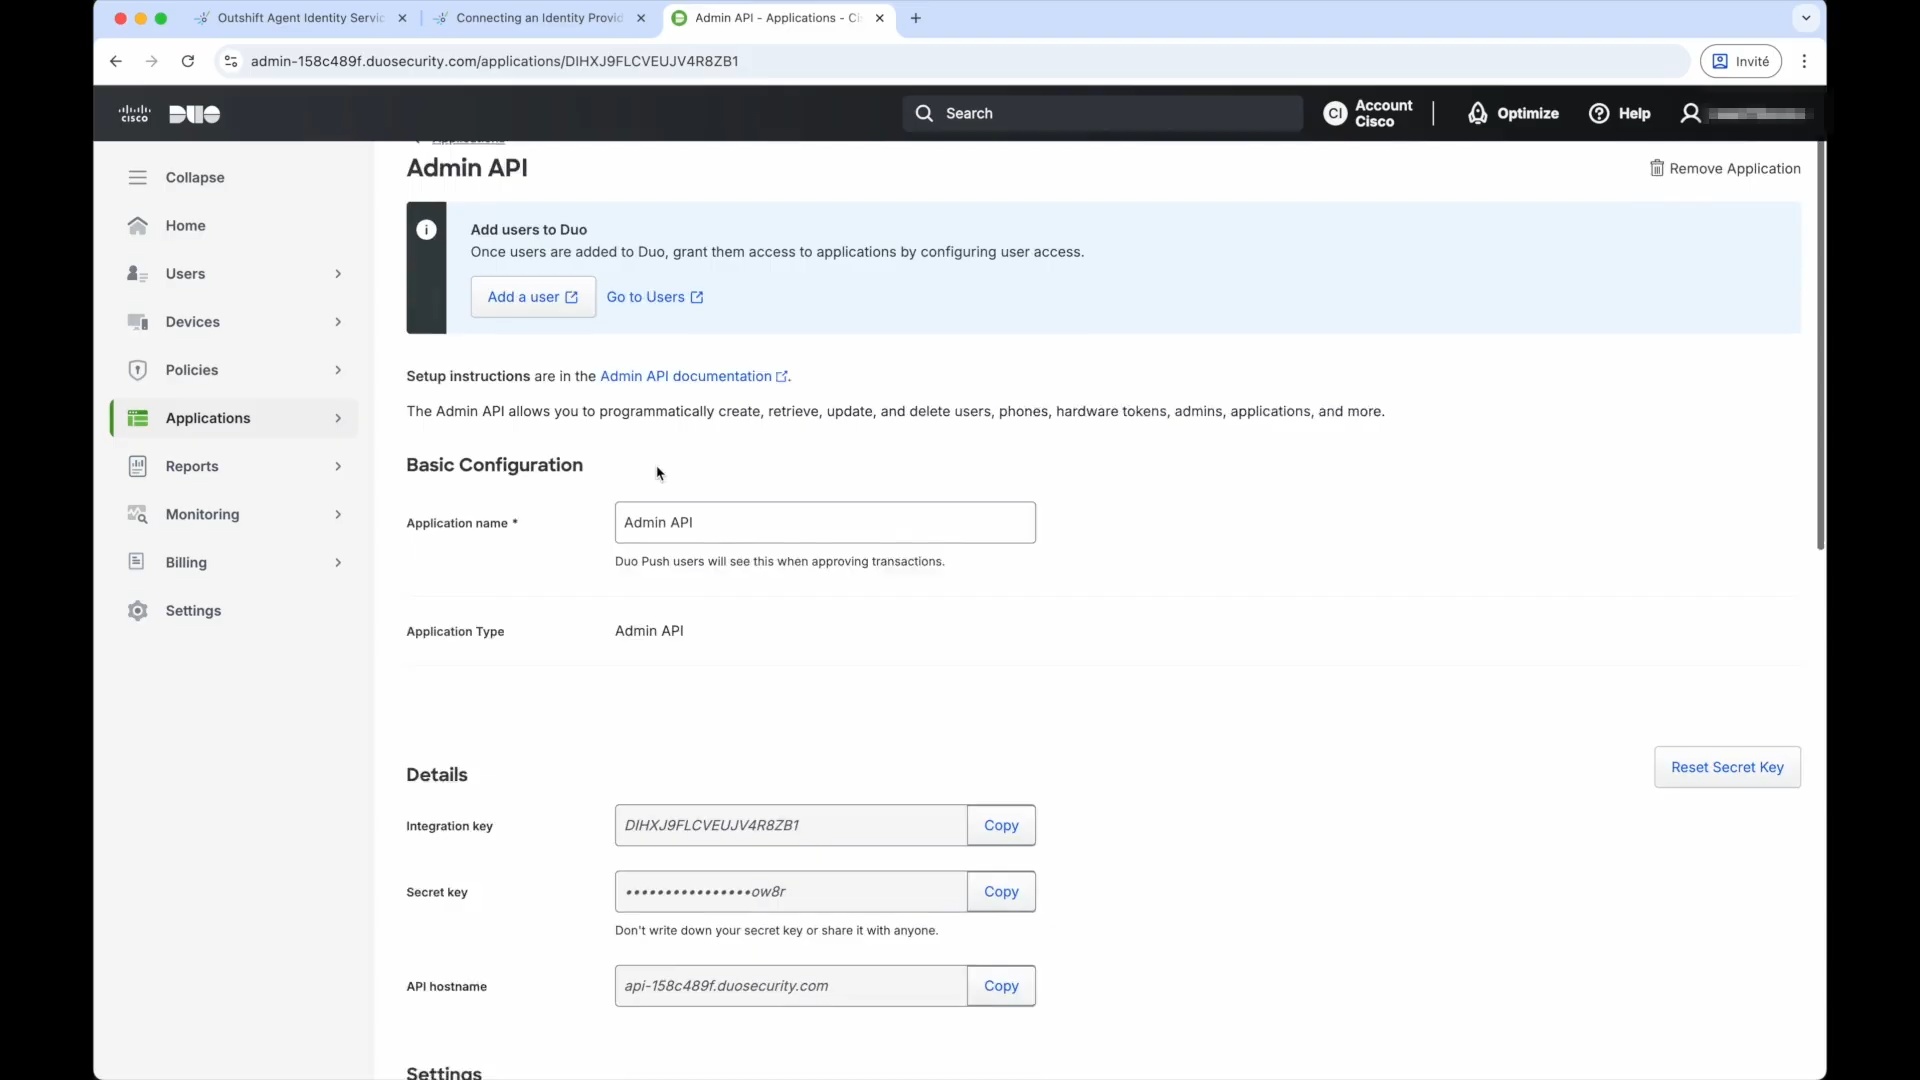 Outshift Agent Identity Servic
Connecting an Identity Provid
Admin API - Applications - Ci
admin-158c489f.duosecurity.com/applications/DIHXJ9FLCVEUJV4R8ZB1
Invité
cisco
DUO
Search
CI
Account
Cisco
Optimize
Help
Collapse
Home
Users
Devices
Policies
Applications
Reports
Monitoring
Billing
Settings
Applications
Admin API
Remove Application
Add users to Duo
Once users are added to Duo, grant them access to applications by configuring user access.
Add a user
Go to Users
Setup instructions are in the Admin API documentation.
The Admin API allows you to programmatically create, retrieve, update, and delete users, phones, hardware tokens, admins, applications, and more.
Basic Configuration
Application name *
Admin API
Duo Push users will see this when approving transactions.
Application Type
Admin API
Details
Reset Secret Key
Integration key
DIHXJ9FLCVEUJV4R8ZB1
Copy
Secret key
••••••••••••••••ow8r
Copy
Don't write down your secret key or share it with anyone.
API hostname
api-158c489f.duosecurity.com
Copy
Settings